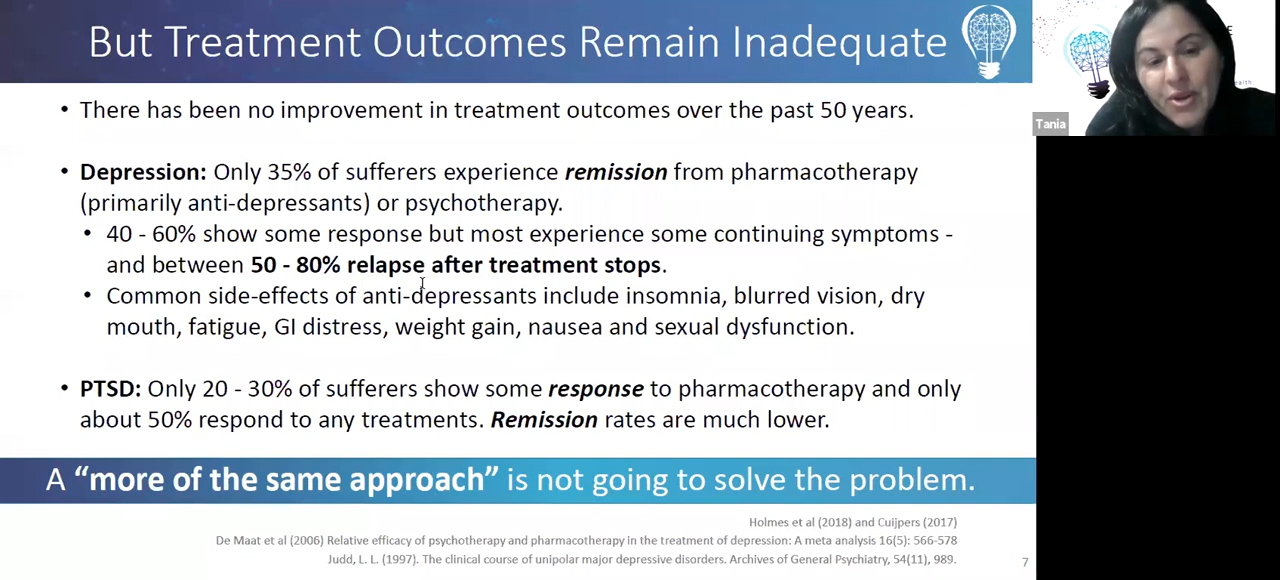 But Treatment Outcomes Remain Inadequate
• There has been no improvement in treatment outcomes over the past 50 years.
• Depression: Only 35% of sufferers experience remission from pharmacotherapy
(primarily anti-depressants) or psychotherapy.
• 40 - 60% show some response but most experience some continuing symptoms -
and between 50 - 80% relapse after treatment stops.
• Common side-effects of anti-depressants include insomnia, blurred vision, dry
mouth, fatigue, GI distress, weight gain, nausea and sexual dysfunction.
• PTSD: Only 20 - 30% of sufferers show some response to pharmacotherapy and only
about 50% respond to any treatments. Remission rates are much lower.
A “more of the same approach” is not going to solve the problem.
Holmes et al (2018) and Cuijpers (2017)
De Maat et al (2006) Relative efficacy of psychotherapy and pharmacotherapy in the treatment of depression: A meta analysis 16(5): 566-578
Judd, L. L. (1997). The clinical course of unipolar major depressive disorders. Archives of General Psychiatry, 54(11), 989.
7
Tania